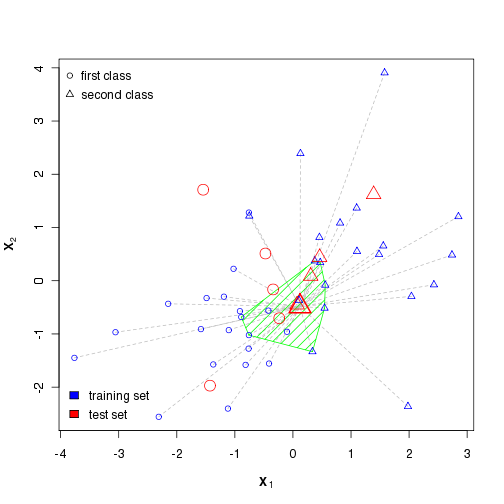 first class
second class
4
3
2
1
0
-1
-2
X2
training set
test set
-4 -3 -2 -1 0 1 2 3
X1